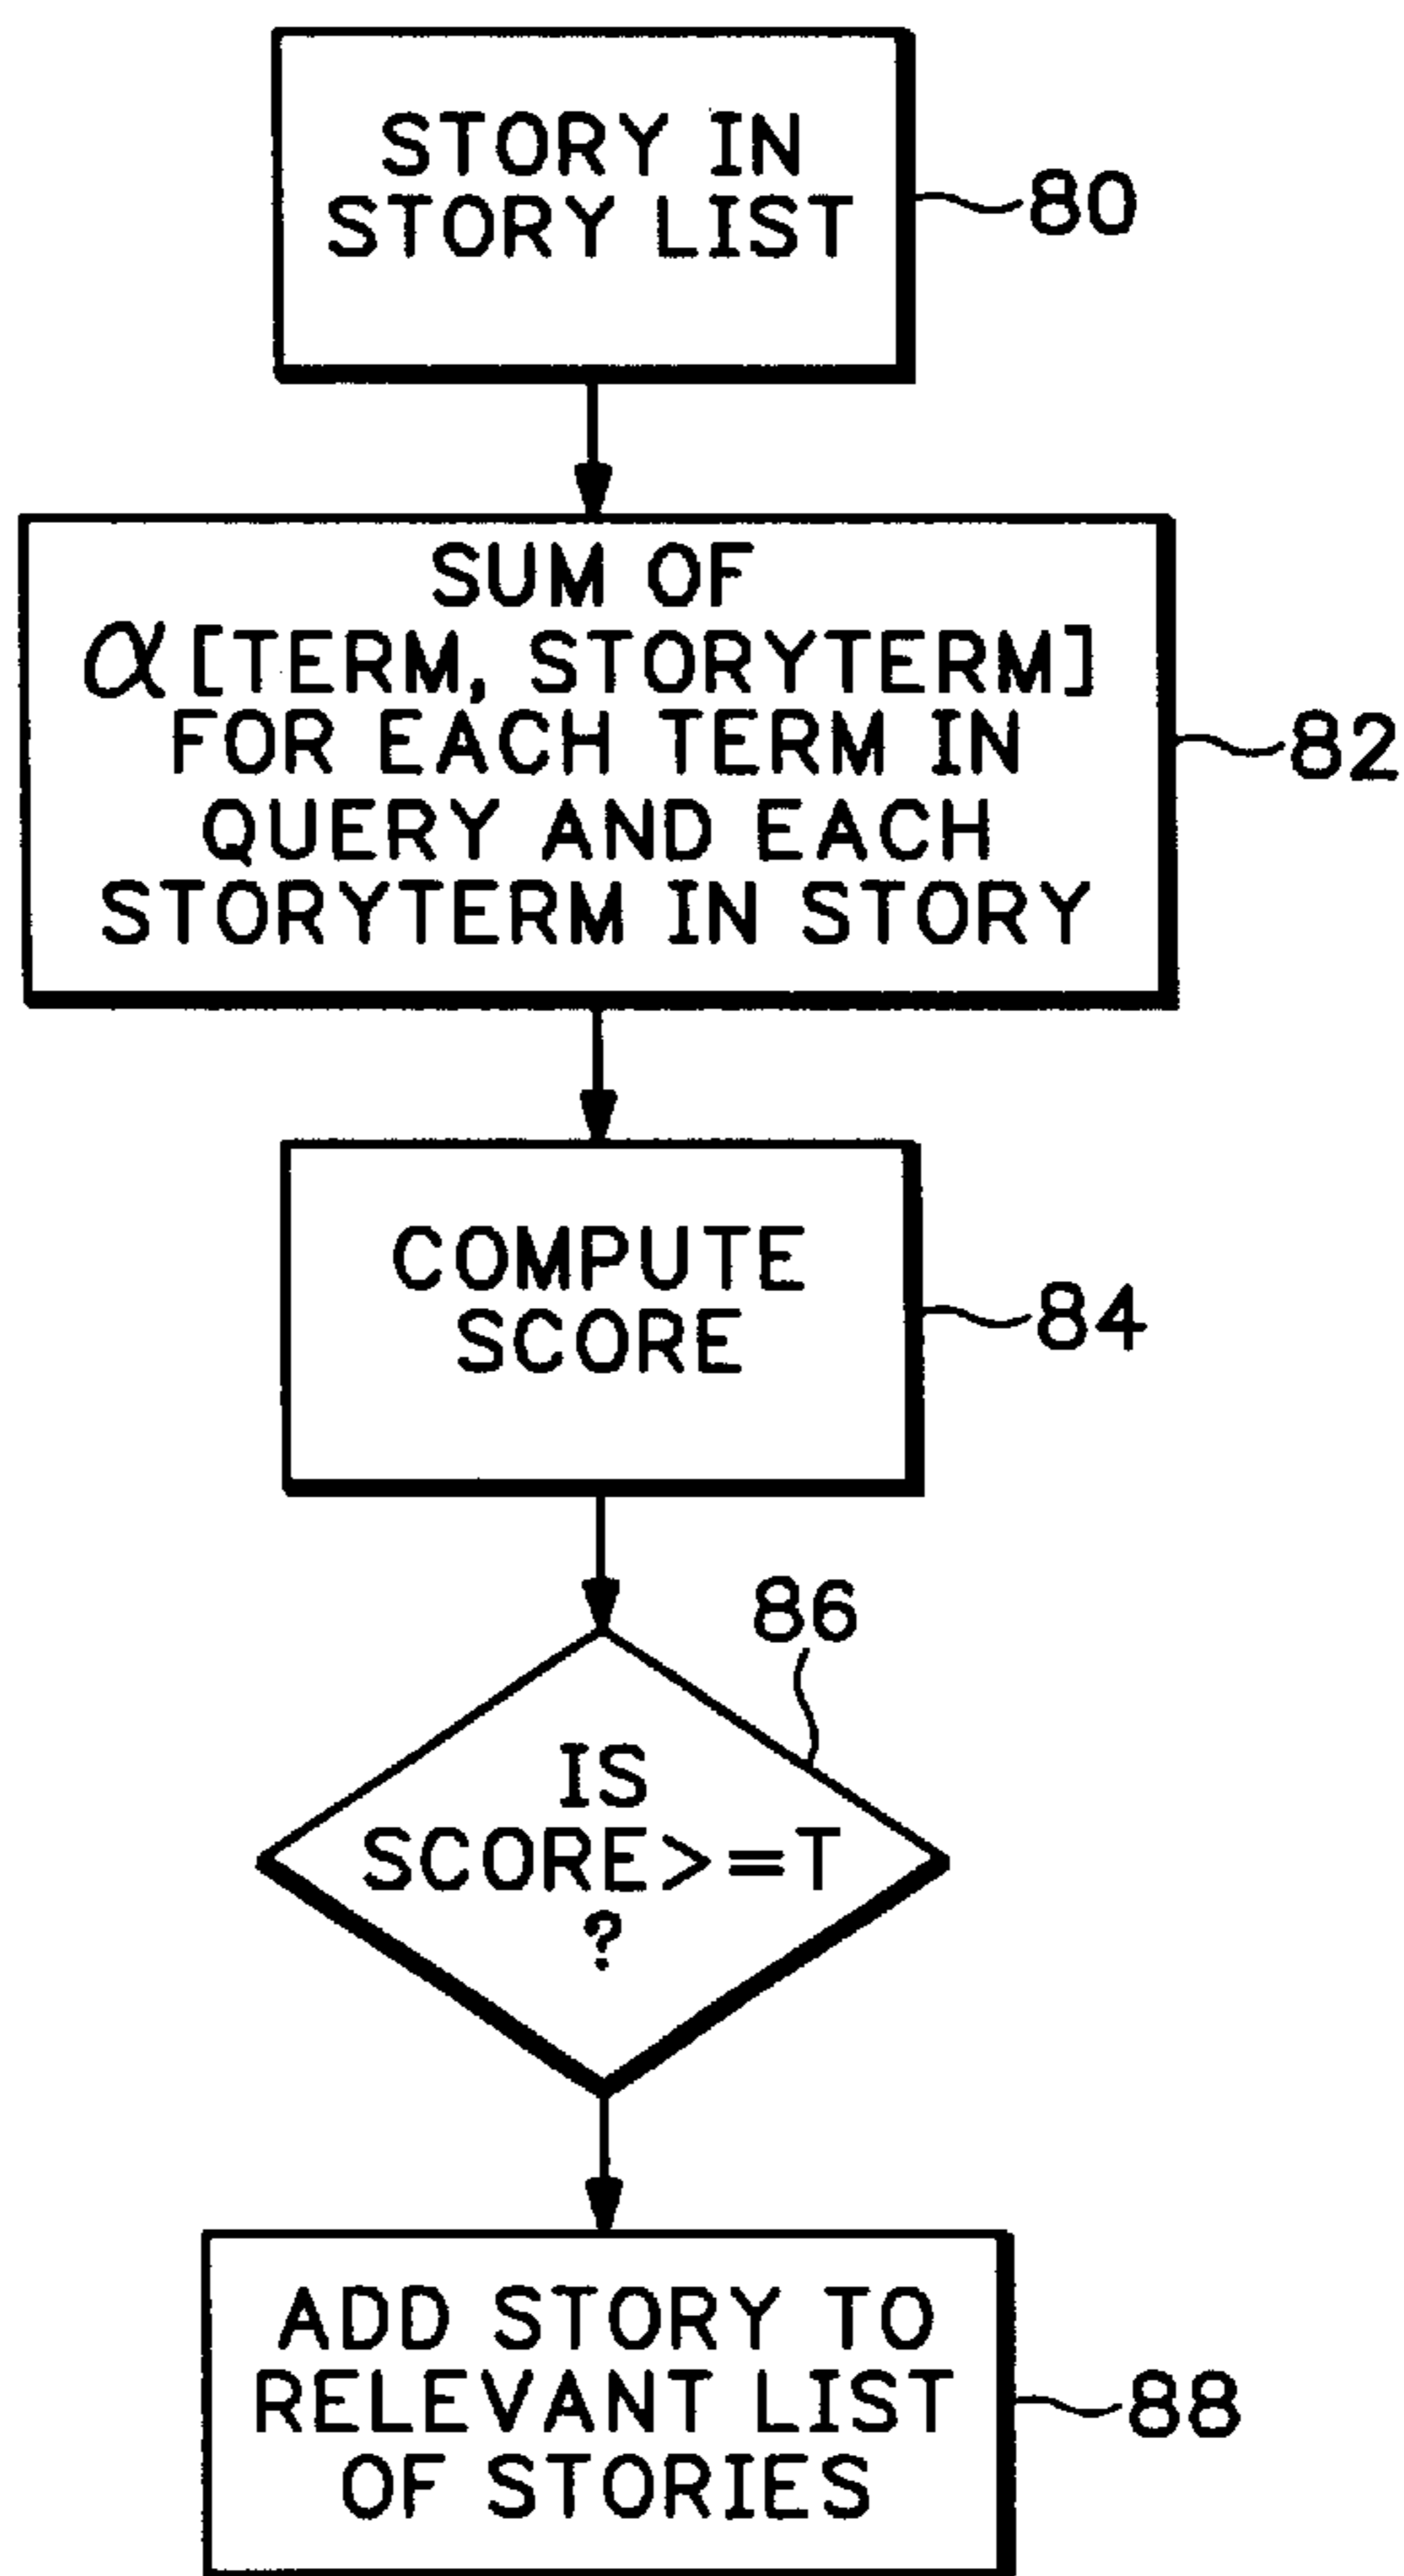 STORY IN
STORY LIST
80
SUM OF
α [TERM, STORYTERM]
FOR EACH TERM IN
QUERY AND EACH
STORYTERM IN STORY
82
COMPUTE
SCORE
84
86
IS
SCORE>=T
?
ADD STORY TO
RELEVANT LIST
OF STORIES
88